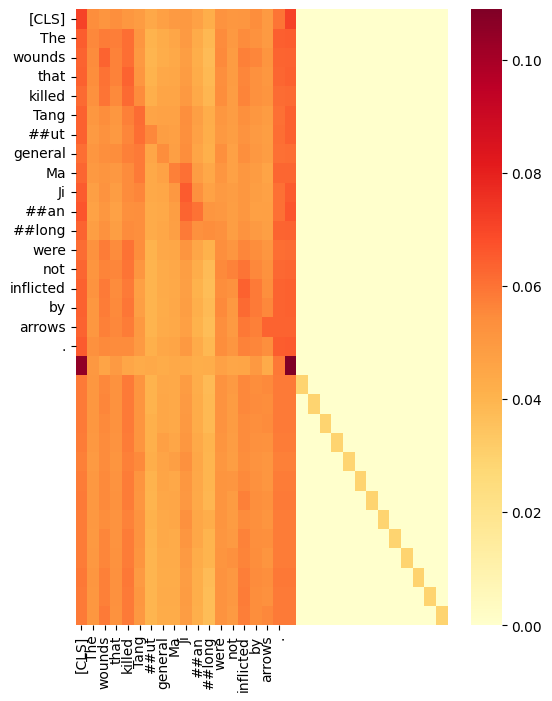 [CLS]
The
wounds
that
killed
Tang
##ut
general
Ma
Ji
##an
##long
were
not
inflicted
by
arrows
.
[CLS]
The
wounds
that
killed
Tang
##ut
general
Ma
Ji
##an
##long
were
not
inflicted
by
arrows
.
0.10
0.08
0.06
0.04
0.02
0.00